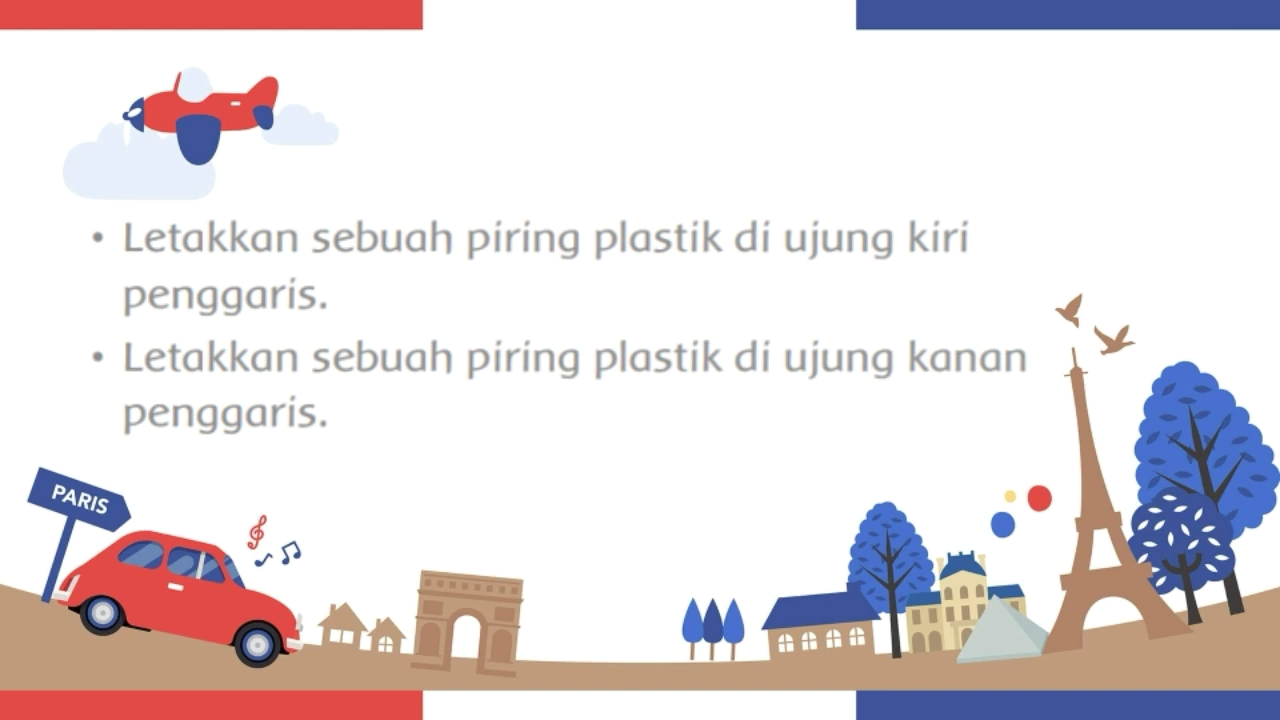 • Letakkan sebuah piring plastik di ujung kiri
penggaris.
• Letakkan sebuah piring plastik di ujung kanan
penggaris.
PARIS